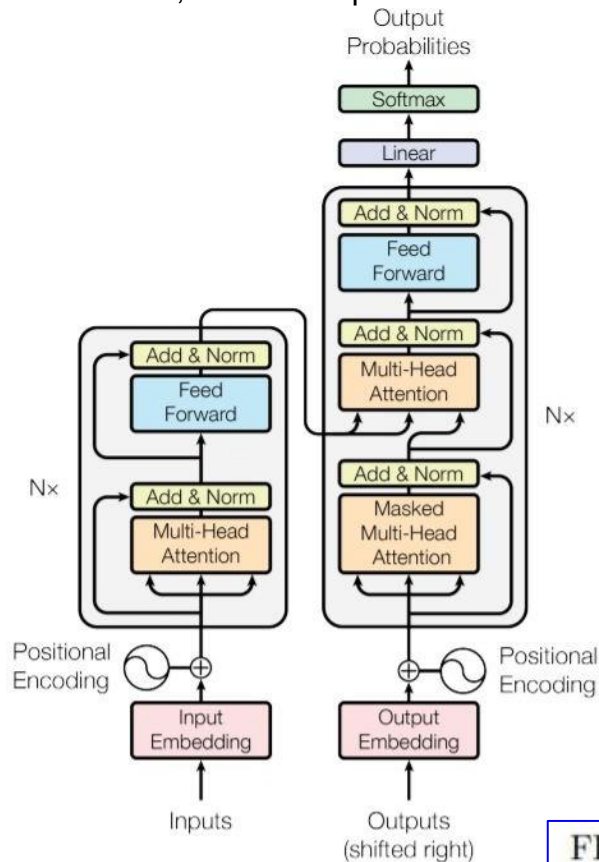 Output
Probabilities
Softmax
Linear
Add & Norm
Feed
Forward
Add & Norm
Multi-Head
Attention
Nx
Add & Norm
Masked
Multi-Head
Attention
Positional
Encoding
Output
Embedding
Outputs
(shifted right)
Add & Norm
Feed
Forward
Nx
Add & Norm
Multi-Head
Attention
Positional
Encoding
Input
Embedding
Inputs